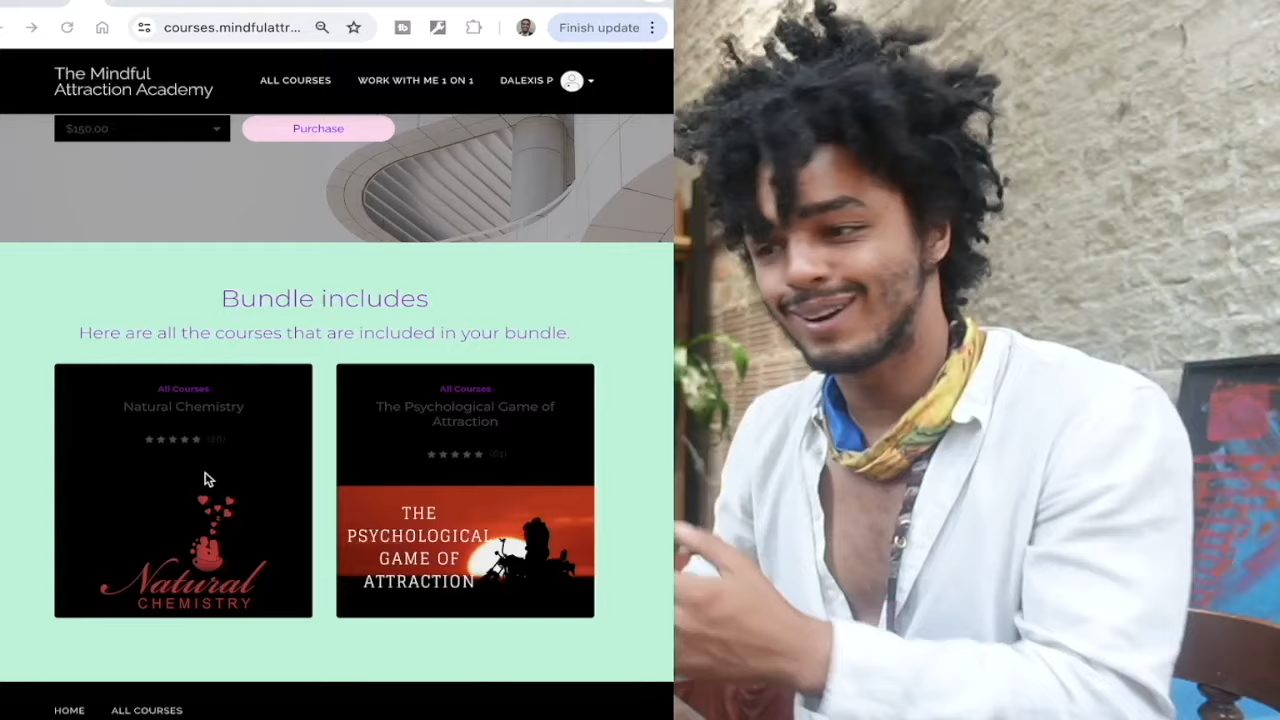 courses.mindfulattr...
Finish update
The Mindful
Attraction Academy
ALL COURSES
WORK WITH ME 1 ON 1
DALEXIS P
$150.00
Purchase
Bundle includes
Here are all the courses that are included in your bundle.
All Courses
Natural Chemistry
Natural
CHEMISTRY
All Courses
The Psychological Game of
Attraction
THE
PSYCHOLOGICAL
GAME OF
ATTRACTION
HOME
ALL COURSES